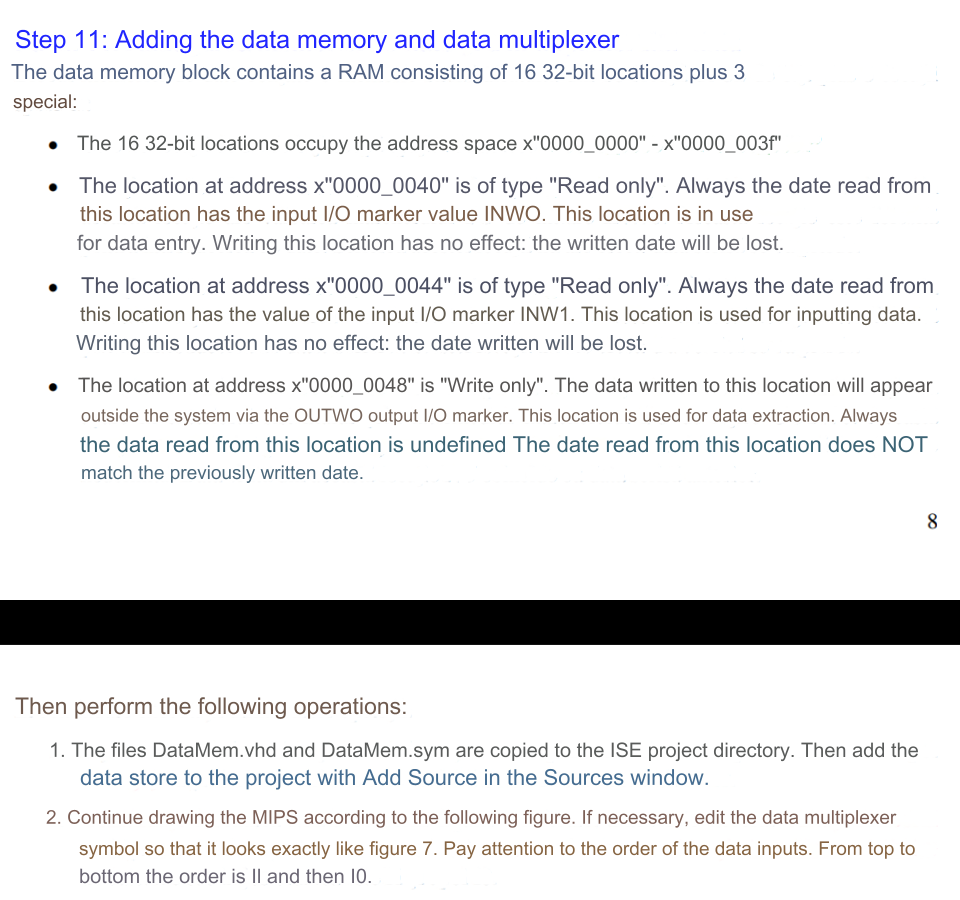 Step 11: Adding the data memory and data multiplexer
The data memory block contains a RAM consisting of 16 32-bit locations plus 3
special:
• The 16 32-bit locations occupy the address space x"0000_0000" - x"0000_003f"
• The location at address x"0000_0040" is of type "Read only". Always the date read from
this location has the input I/O marker value INWO. This location is in use
for data entry. Writing this location has no effect: the written date will be lost.
• The location at address x"0000_0044" is of type "Read only". Always the date read from
this location has the value of the input I/O marker INW1. This location is used for inputting data.
Writing this location has no effect: the date written will be lost.
• The location at address x"0000_0048" is "Write only". The data written to this location will appear
outside the system via the OUTWO output I/O marker. This location is used for data extraction. Always
the data read from this location is undefined The date read from this location does NOT
match the previously written date.
8
Then perform the following operations:
1. The files DataMem.vhd and DataMem.sym are copied to the ISE project directory. Then add the
data store to the project with Add Source in the Sources window.
2. Continue drawing the MIPS according to the following figure. If necessary, edit the data multiplexer
symbol so that it looks exactly like figure 7. Pay attention to the order of the data inputs. From top to
bottom the order is II and then I0.